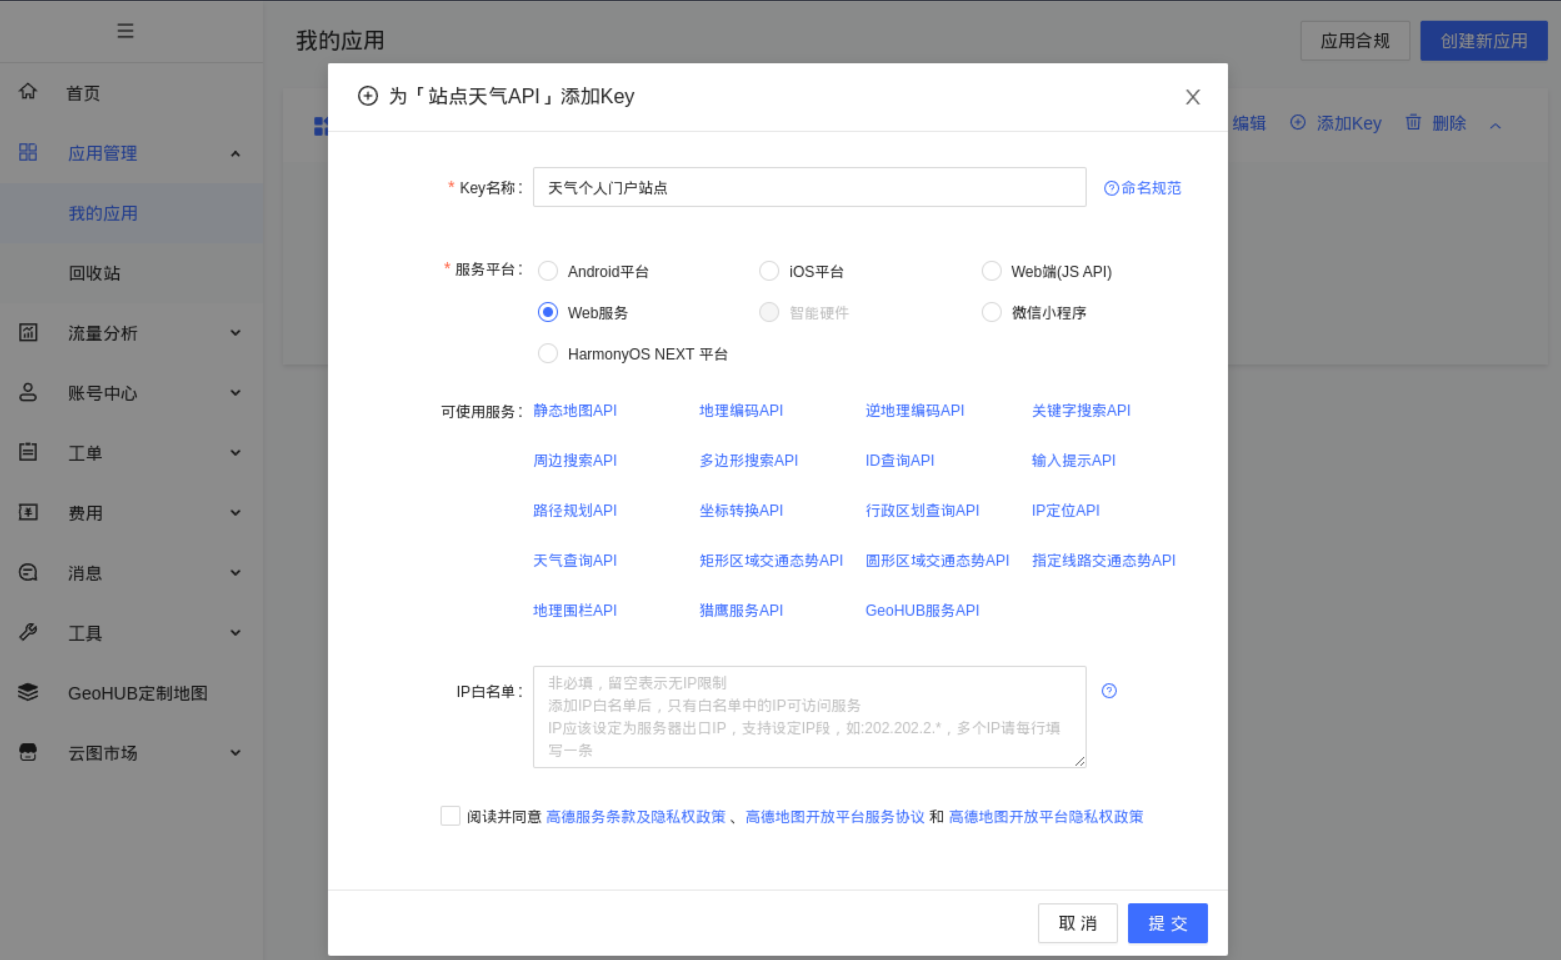 我的应用
应用合规
创建新应用
首页
应用管理
我的应用
回收站
流量分析
账号中心
工单
费用
消息
工具
GeoHUB定制地图
云图市场
编辑
添加Key
删除
为「站点天气API」添加Key
* Key名称：
天气个人门户站点
命名规范
* 服务平台：
Android平台
iOS平台
Web端(JS API)
Web服务
智能硬件
微信小程序
HarmonyOS NEXT 平台
可使用服务：
静态地图API
地理编码API
逆地理编码API
关键字搜索API
周边搜索API
多边形搜索API
ID查询API
输入提示API
路径规划API
坐标转换API
行政区划查询API
IP定位API
天气查询API
矩形区域交通态势API
圆形区域交通态势API
指定线路交通态势API
地理围栏API
猎鹰服务API
GeoHUB服务API
IP白名单：
非必填，留空表示无IP限制
添加IP白名单后，只有白名单中的IP可访问服务
IP应该设定为服务器出口IP，支持设定IP段，如:202.202.2.*，多个IP请每行填
写一条
阅读并同意 高德服务条款及隐私权政策 、高德地图开放平台服务协议 和 高德地图开放平台隐私权政策
取 消
提 交